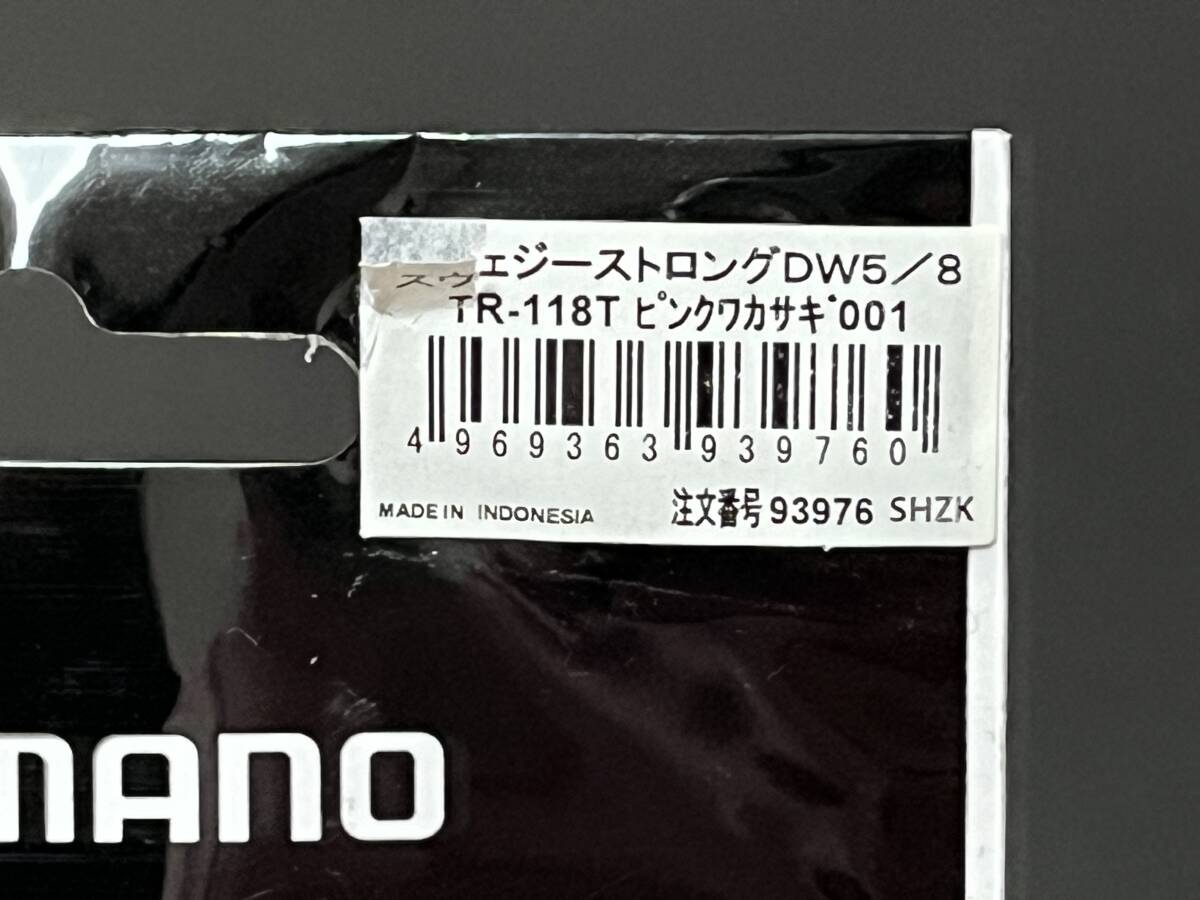 スヴェジーストロングDW5/8
TR-118T ピンクワカサギ001
4 969363 939760
MADE IN INDONESIA
注文番号93976 SHZK
MANO